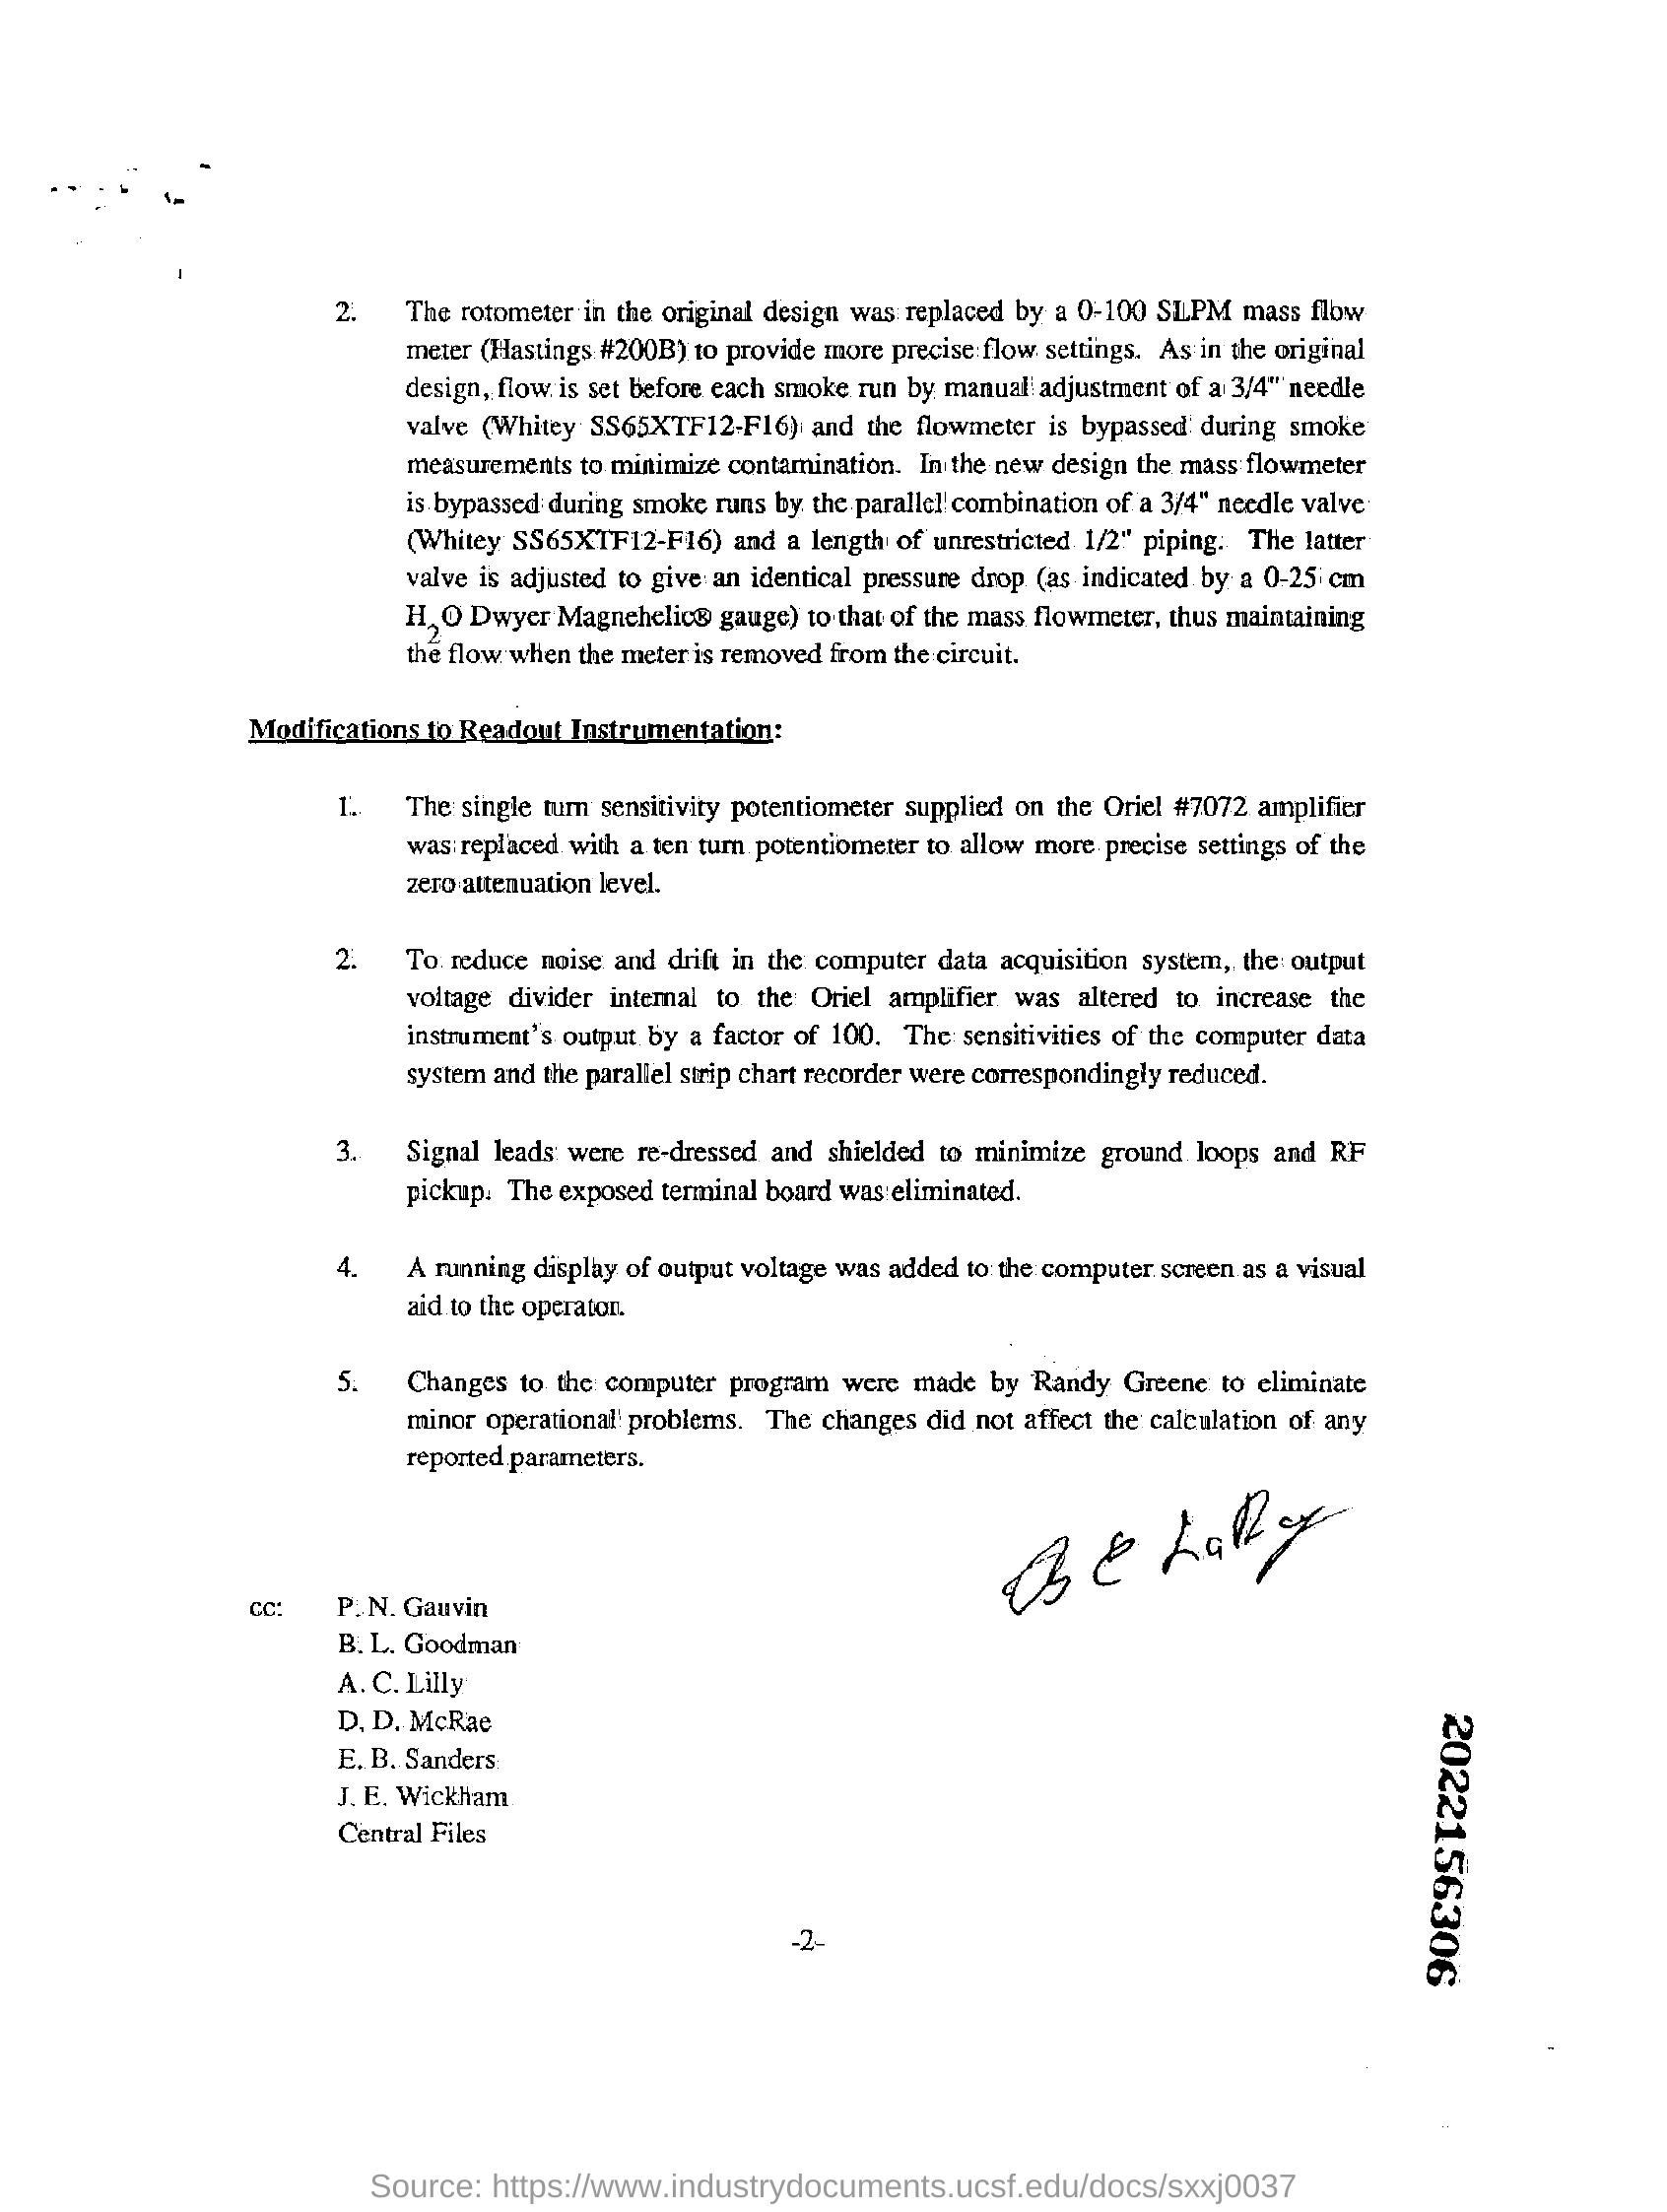 2. The rotometer in the original design was replaced by a 0-100 SLPM mass flow
meter (Hastings #200B) to provide more precise flow settings. As in the original
design, flow is set before each smoke run by manual adjustment of a 3/4" needle
valve (Whitey SS65XTF12-F16) and the flowmeter is bypassed during smoke
measurements to minimize contamination. In the new design the mass flowmeter
is bypassed during smoke runs by the parallel combination of a 3/4" needle valve
(Whitey SS65XTF12-F16) and a length of unrestricted 1/2" piping. The latter
valve is adjusted to give an identical pressure drop (as indicated by a 0-25 cm
H2O Dwyer Magnehelic® gauge) to that of the mass flowmeter, thus maintaining
the flow when the meter is removed from the circuit.
Modifications to Readout Instrumentation:
1. The single turn sensitivity potentiometer supplied on the Oriel #7072 amplifier
was replaced with a ten turn potentiometer to allow more precise settings of the
zero attenuation level.
2. To reduce noise and drift in the computer data acquisition system, the output
voltage divider internal to the Oriel amplifier was altered to increase the
instrument's output by a factor of 100. The sensitivities of the computer data
system and the parallel strip chart recorder were correspondingly reduced.
3. Signal leads were re-dressed and shielded to minimize ground loops and RF
pickup. The exposed terminal board was eliminated.
4. A running display of output voltage was added to the computer screen as a visual
aid to the operator.
5. Changes to the computer program were made by Randy Greene to eliminate
minor operational problems. The changes did not affect the calculation of any
reported parameters.
E LaRoy
cc: P. N. Gauvin
B. L. Goodman
A. C. Lilly
D. D. McRae
E. B. Sanders
J. E. Wickham
Central Files
-2-
2022156306
Source: https://www.industrydocuments.ucsf.edu/docs/sxxj0037